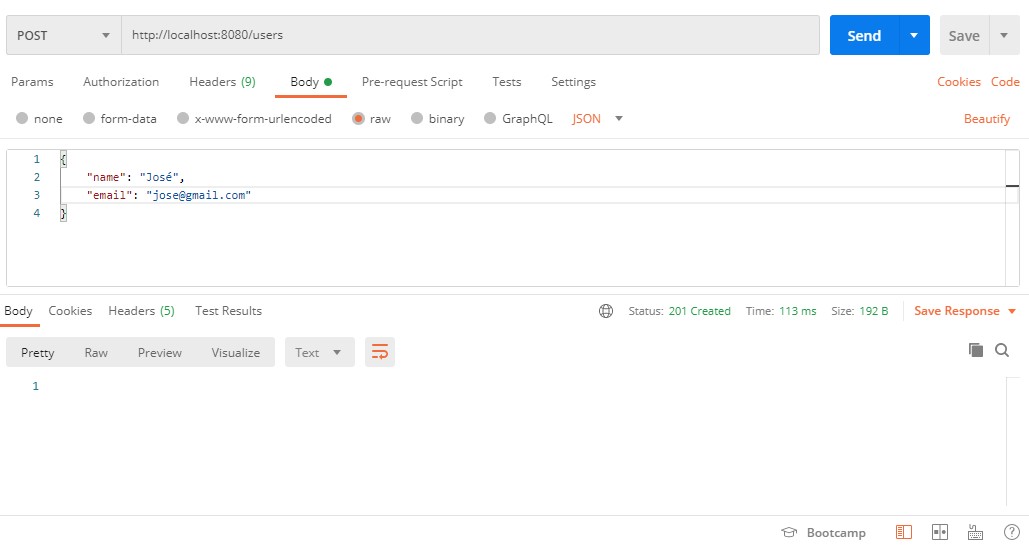 POST http://localhost:8080/users Send Save
Params Authorization Headers (9) Body Pre-request Script Tests Settings Cookies Code
none form-data x-www-form-urlencoded raw binary GraphQL JSON Beautify
1 {
2 "name": "José",
3 "email": "jose@gmail.com"
4 }
Body Cookies Headers (5) Test Results Status: 201 Created Time: 113 ms Size: 192 B Save Response
Pretty Raw Preview Visualize Text
1
Bootcamp ?